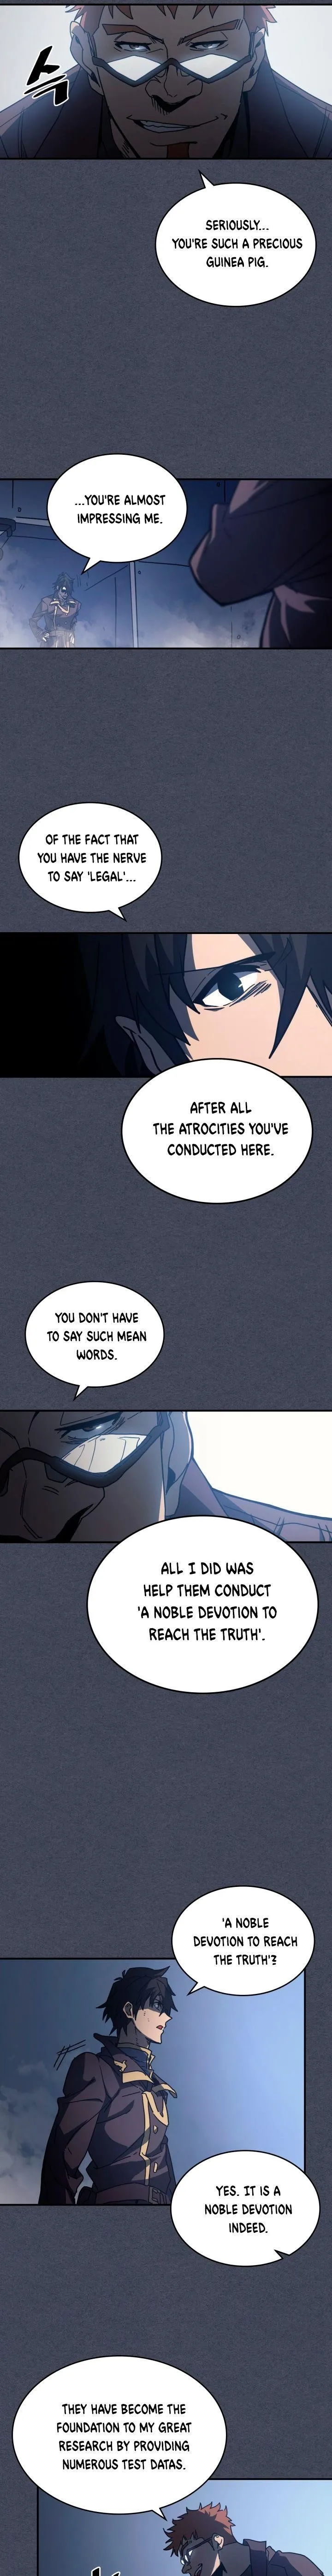 스
SERIOUSLY...
YOU'RE SUCH A PRECIOUS
GUINEA PIG.
...YOU'RE ALMOST
IMPRESSING ME.
OF THE FACT THAT
YOU HAVE THE NERVE
TO SAY 'LEGAL'...
AFTER ALL
THE ATROCITIES YOU'VE
CONDUCTED HERE.
YOU DON'T HAVE
TO SAY SUCH MEAN
WORDS.
ALL I DID WAS
HELP THEM CONDUCT
'A NOBLE DEVOTION TO
REACH THE TRUTH'.
'A NOBLE
DEVOTION TO REACH
THE TRUTH'?
YES. IT IS A
NOBLE DEVOTION
INDEED.
THEY HAVE BECOME THE
FOUNDATION TO MY GREAT
RESEARCH BY PROVIDING
NUMEROUS TEST DATAS.